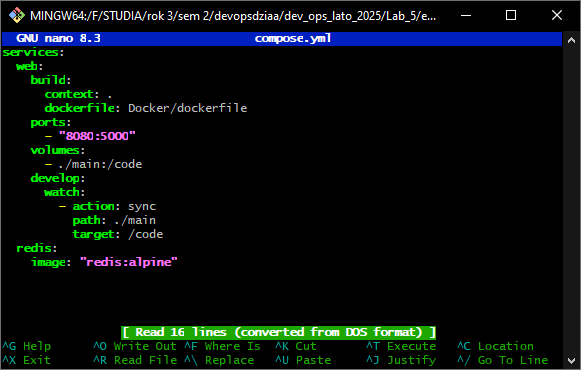 MINGW64:/F/STUDIA/rok 3/sem 2/devopsdziaa/dev_ops_lato_2025/Lab_5/e...
GNU nano 8.3 compose.yml
services:
  web:
    build:
      context: .
      dockerfile: Docker/dockerfile
    ports:
      - "8080:5000"
    volumes:
      - ./main:/code
    develop:
      watch:
        - action: sync
          path: ./main
          target: /code
  redis:
    image: "redis:alpine"
[ Read 16 lines (converted from DOS format) ]
^G Help ^O Write Out ^F Where Is ^K Cut ^T Execute ^C Location
^X Exit ^R Read File ^\ Replace ^U Paste ^J Justify ^/ Go To Line